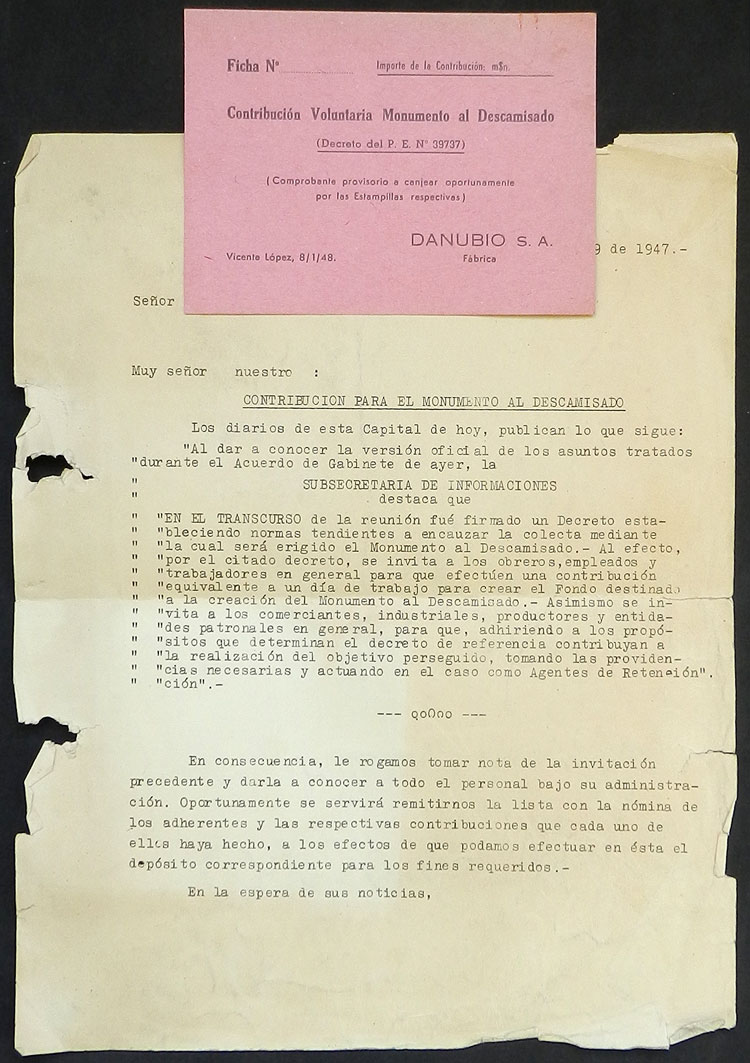 Ficha Nº
Importe de la Contribución: m$n.
Contribución Voluntaria Monumento al Descamisado
(Decreto del P. E. Nº 39737)
(Comprobante provisorio a canjear oportunamente
por las Estampillas respectivas)
DANUBIO S. A.
Vicente López, 8/1/48.
Fábrica
9 de 1947.-
Señor
Muy señor nuestro :
CONTRIBUCION PARA EL MONUMENTO AL DESCAMISADO
Los diarios de esta Capital de hoy, publican lo que sigue:
"Al dar a conocer la versión oficial de los asuntos tratados
"durante el Acuerdo de Gabinete de ayer, la
" SUBSECRETARIA DE INFORMACIONES
" destaca que
" "EN EL TRANSCURSO de la reunión fué firmado un Decreto esta-
" "bleciendo normas tendientes a encauzar la colecta mediante
" "la cual será erigido el Monumento al Descamisado.- Al efecto,
" "por el citado decreto, se invita a los obreros,empleados y
" "trabajadores en general para que efectúen una contribución
" "equivalente a un día de trabajo para crear el Fondo destinado
" "a la creación del Monumento al Descamisado.- Asimismo se in-
" "vita a los comerciantes, industriales, productores y entida-
" "des patronales en general, para que, adhiriendo a los propó-
" "sitos que determinan el decreto de referencia contribuyan a
" "la realización del objetivo perseguido, tomando las providen-
" "cias necesarias y actuando en el caso como Agentes de Retensión".
" "ción".-
--- ooOoo ---
En consecuencia, le rogamos tomar nota de la invitación
precedente y darla a conocer a todo el personal bajo su administra-
ción. Oportunamente se servirá remitirnos la lista con la nómina de
los adherentes y las respectivas contribuciones que cada uno de
ellos haya hecho, a los efectos de que podamos efectuar en ésta el
depósito correspondiente para los fines requeridos.-
En la espera de sus noticias,